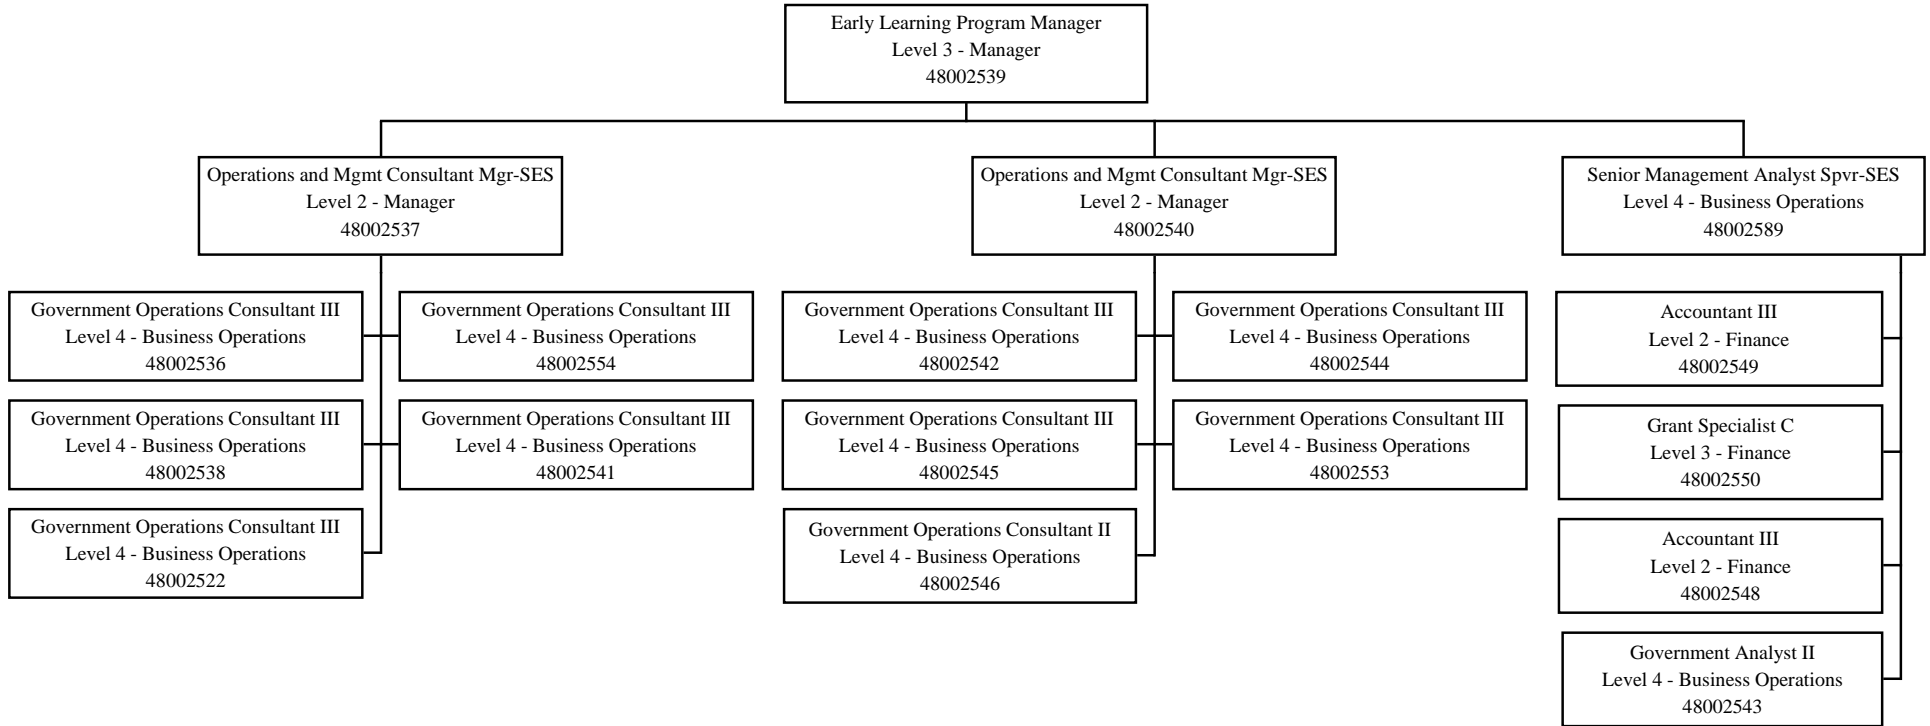 Early Learning Program Manager
Level 3 - Manager
48002539
Operations and Mgmt Consultant Mgr-SES
Level 2 - Manager
48002537
Operations and Mgmt Consultant Mgr-SES
Level 2 - Manager
48002540
Senior Management Analyst Spvr-SES
Level 4 - Business Operations
48002589
Government Operations Consultant III
Level 4 - Business Operations
48002536
Government Operations Consultant III
Level 4 - Business Operations
48002554
Government Operations Consultant III
Level 4 - Business Operations
48002538
Government Operations Consultant III
Level 4 - Business Operations
48002541
Government Operations Consultant III
Level 4 - Business Operations
48002522
Government Operations Consultant III
Level 4 - Business Operations
48002542
Government Operations Consultant III
Level 4 - Business Operations
48002544
Government Operations Consultant III
Level 4 - Business Operations
48002545
Government Operations Consultant III
Level 4 - Business Operations
48002553
Government Operations Consultant II
Level 4 - Business Operations
48002546
Accountant III
Level 2 - Finance
48002549
Grant Specialist C
Level 3 - Finance
48002550
Accountant III
Level 2 - Finance
48002548
Government Analyst II
Level 4 - Business Operations
48002543